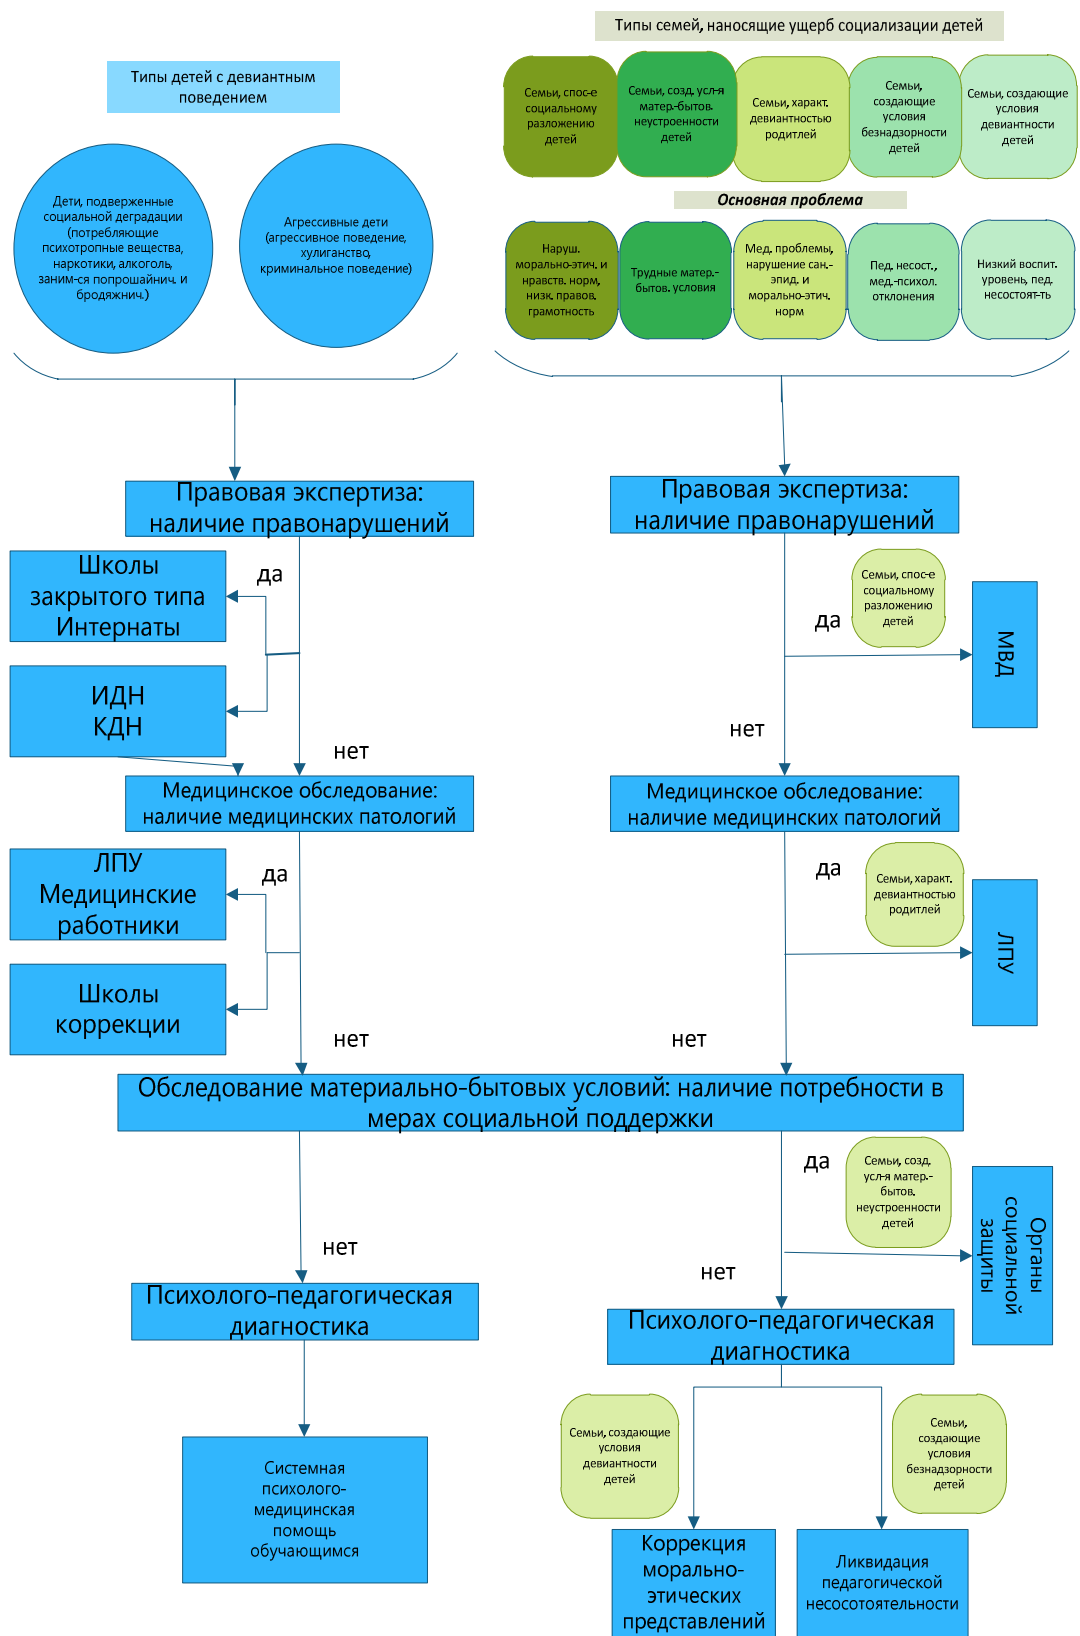 Типы семей, наносящие ущерб социализации детей
Типы детей с девиантным
поведением
Семьи, спос-е
социальному
разложению
детей
Семьи, созд. усл-я
матер.-бытов.
неустроенности
детей
Семьи, характ.
девиантностью
родитлей
Семьи,
создающие
условия
безнадзорности
детей
Семьи, создающие
условия
девиантности
детей
Основная проблема
Дети, подверженные
социальной деградации
(потребляющие
психотропные вещества,
наркотики, алкоголь,
заним-ся попрошайнич. и
бродяжнич.)
Агрессивные дети
(агрессивное поведение,
хулиганство,
криминальное поведение)
Наруш.
морально-этич. и
нравств. норм,
низк. правов.
грамотность
Трудные матер.-
бытов. условия
Мед. проблемы,
нарушение сан.-
эпид. и
морально-этич.
норм
Пед. несост.,
мед.-психол.
отклонения
Низкий воспит.
уровень, пед.
несостоят-ть
Правовая экспертиза:
наличие правонарушений
Правовая экспертиза:
наличие правонарушений
Школы
закрытого типа
Интернаты
да
Семьи, спос-е
социальному
разложению
детей
да
МВД
ИДН
КДН
нет
нет
Медицинское обследование:
наличие медицинских патологий
Медицинское обследование:
наличие медицинских патологий
ЛПУ
Медицинские
работники
да
да
Семьи, характ.
девиантностью
родитлей
ЛПУ
Школы
коррекции
нет
нет
Обследование материально-бытовых условий: наличие потребности в
мерах социальной поддержки
да
Семьи, созд.
усл-я матер.-
бытов.
неустроенности
детей
Органы
социальной
защиты
нет
нет
Психолого-педагогическая
диагностика
Психолого-педагогическая
диагностика
Семьи, создающие
условия
девиантности
детей
Семьи,
создающие
условия
безнадзорности
детей
Системная
психолого-
медицинская
помощь
обучающимся
Коррекция
морально-
этических
представлений
Ликвидация
педагогической
несосотоятельности